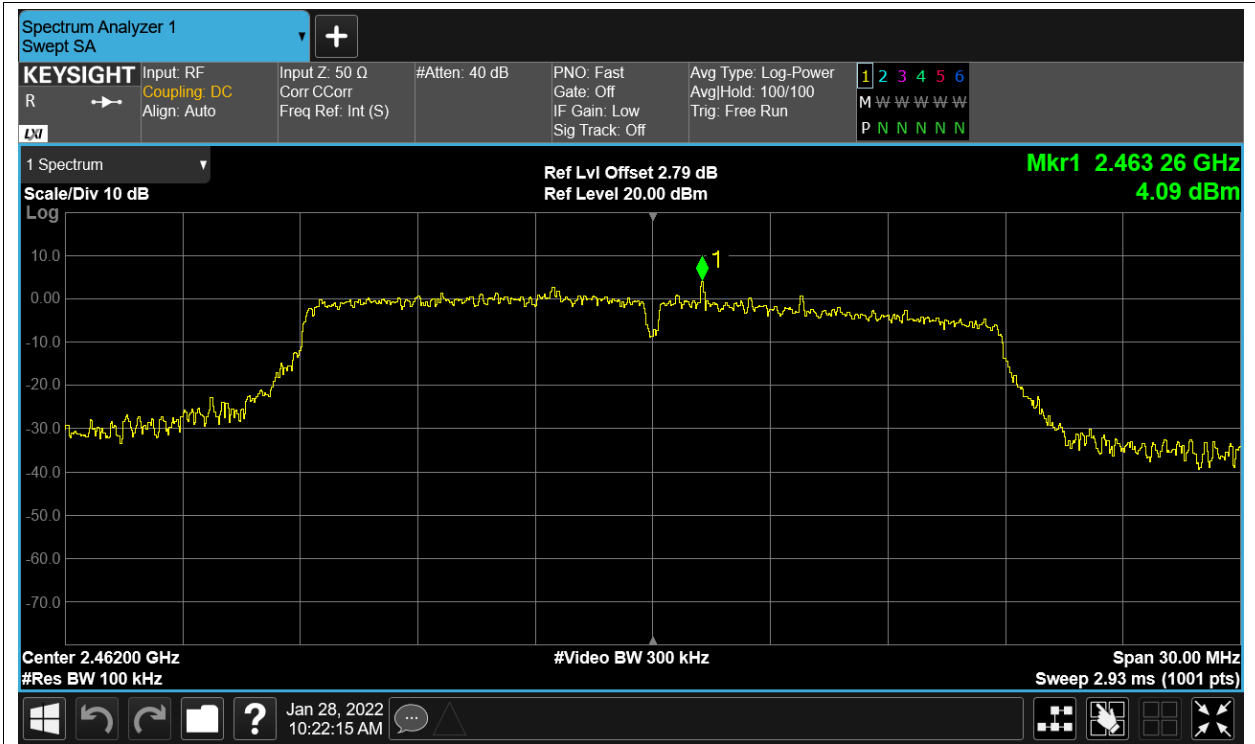 Spectrum Analyzer 1
Swept SA
KEYSIGHT
R
LXI
Input: RF
Coupling: DC
Align: Auto
Input Z: 50 Ω
Corr CCorr
Freq Ref: Int (S)
#Atten: 40 dB
PNO: Fast
Gate: Off
IF Gain: Low
Sig Track: Off
Avg Type: Log-Power
Avg|Hold: 100/100
Trig: Free Run
1 2 3 4 5 6
M W W W W W
P N N N N N
1 Spectrum
Scale/Div 10 dB
Log
Ref Lvl Offset 2.79 dB
Ref Level 20.00 dBm
Mkr1 2.463 26 GHz
4.09 dBm
1
10.0
0.00
-10.0
-20.0
-30.0
-40.0
-50.0
-60.0
-70.0
Center 2.46200 GHz
#Res BW 100 kHz
#Video BW 300 kHz
Span 30.00 MHz
Sweep 2.93 ms (1001 pts)
?
Jan 28, 2022
10:22:15 AM